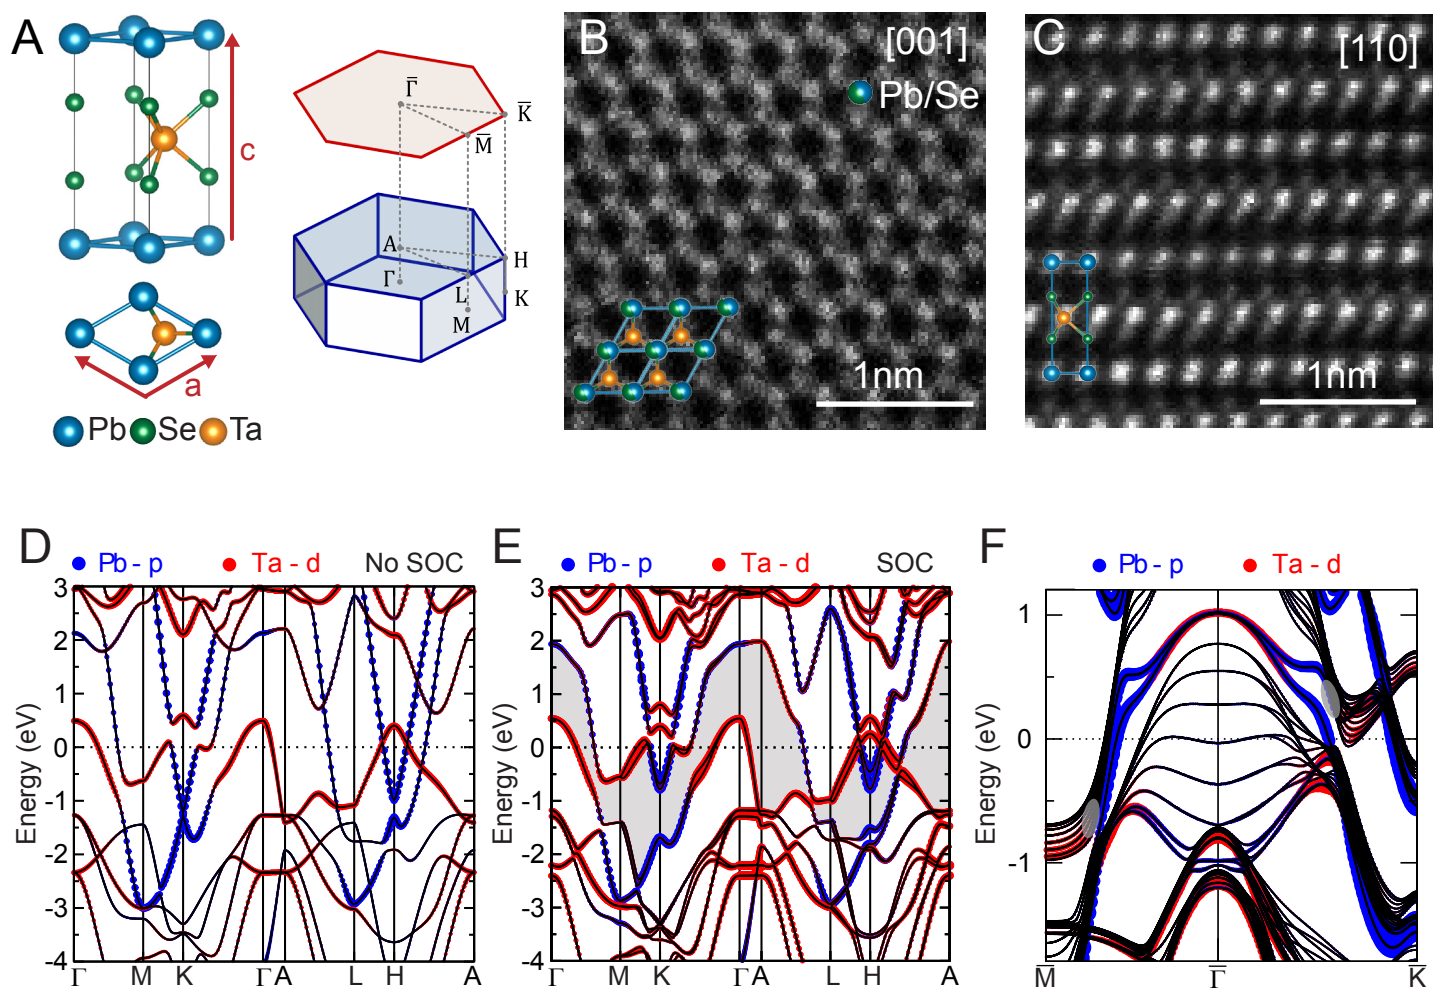 A
c
a
Pb Se Ta
Γ̅
K̅
M̅
A
H
Γ
L
K
M
B
[001]
Pb/Se
1nm
C
[110]
1nm
D
Pb - p Ta - d No SOC
Energy (eV)
3
2
1
0
-1
-2
-3
-4
Γ M K Γ A L H A
E
Pb - p Ta - d SOC
Energy (eV)
3
2
1
0
-1
-2
-3
-4
Γ M K Γ A L H A
F
Pb - p Ta - d
Energy (eV)
1
0
-1
M̅ Γ̅ K̅